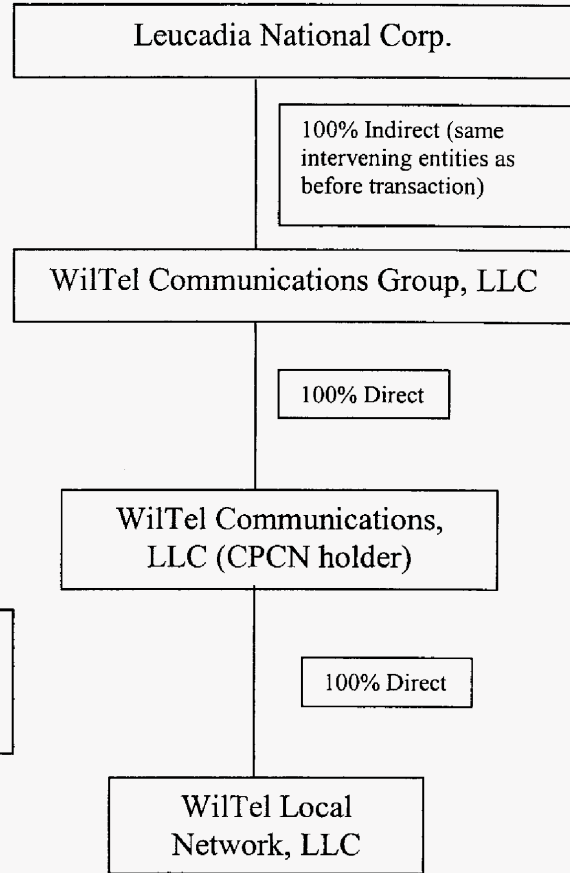 Leucadia National Corp.
100% Indirect (same
intervening entities as
before transaction)
WilTel Communications Group, LLC
100% Direct
WilTel Communications,
LLC (CPCN holder)
100% Direct
WilTel Local
Network, LLC